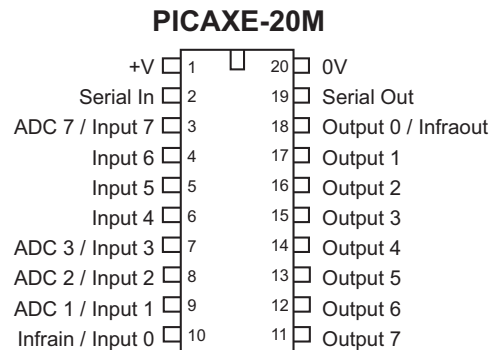 PICAXE-20M
+V 1 20 0V
Serial In 2 19 Serial Out
ADC 7 / Input 7 3 18 Output 0 / Infraout
Input 6 4 17 Output 1
Input 5 5 16 Output 2
Input 4 6 15 Output 3
ADC 3 / Input 3 7 14 Output 4
ADC 2 / Input 2 8 13 Output 5
ADC 1 / Input 1 9 12 Output 6
Infrain / Input 0 10 11 Output 7